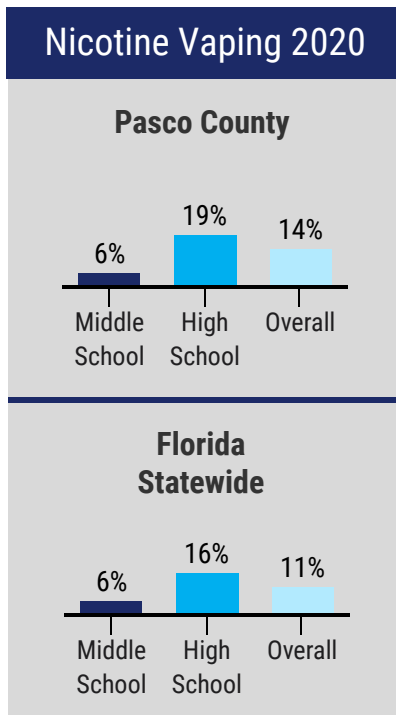 Nicotine Vaping 2020
Pasco County
6%
19%
14%
Middle
School
High
School
Overall
Florida
Statewide
6%
16%
11%
Middle
School
High
School
Overall